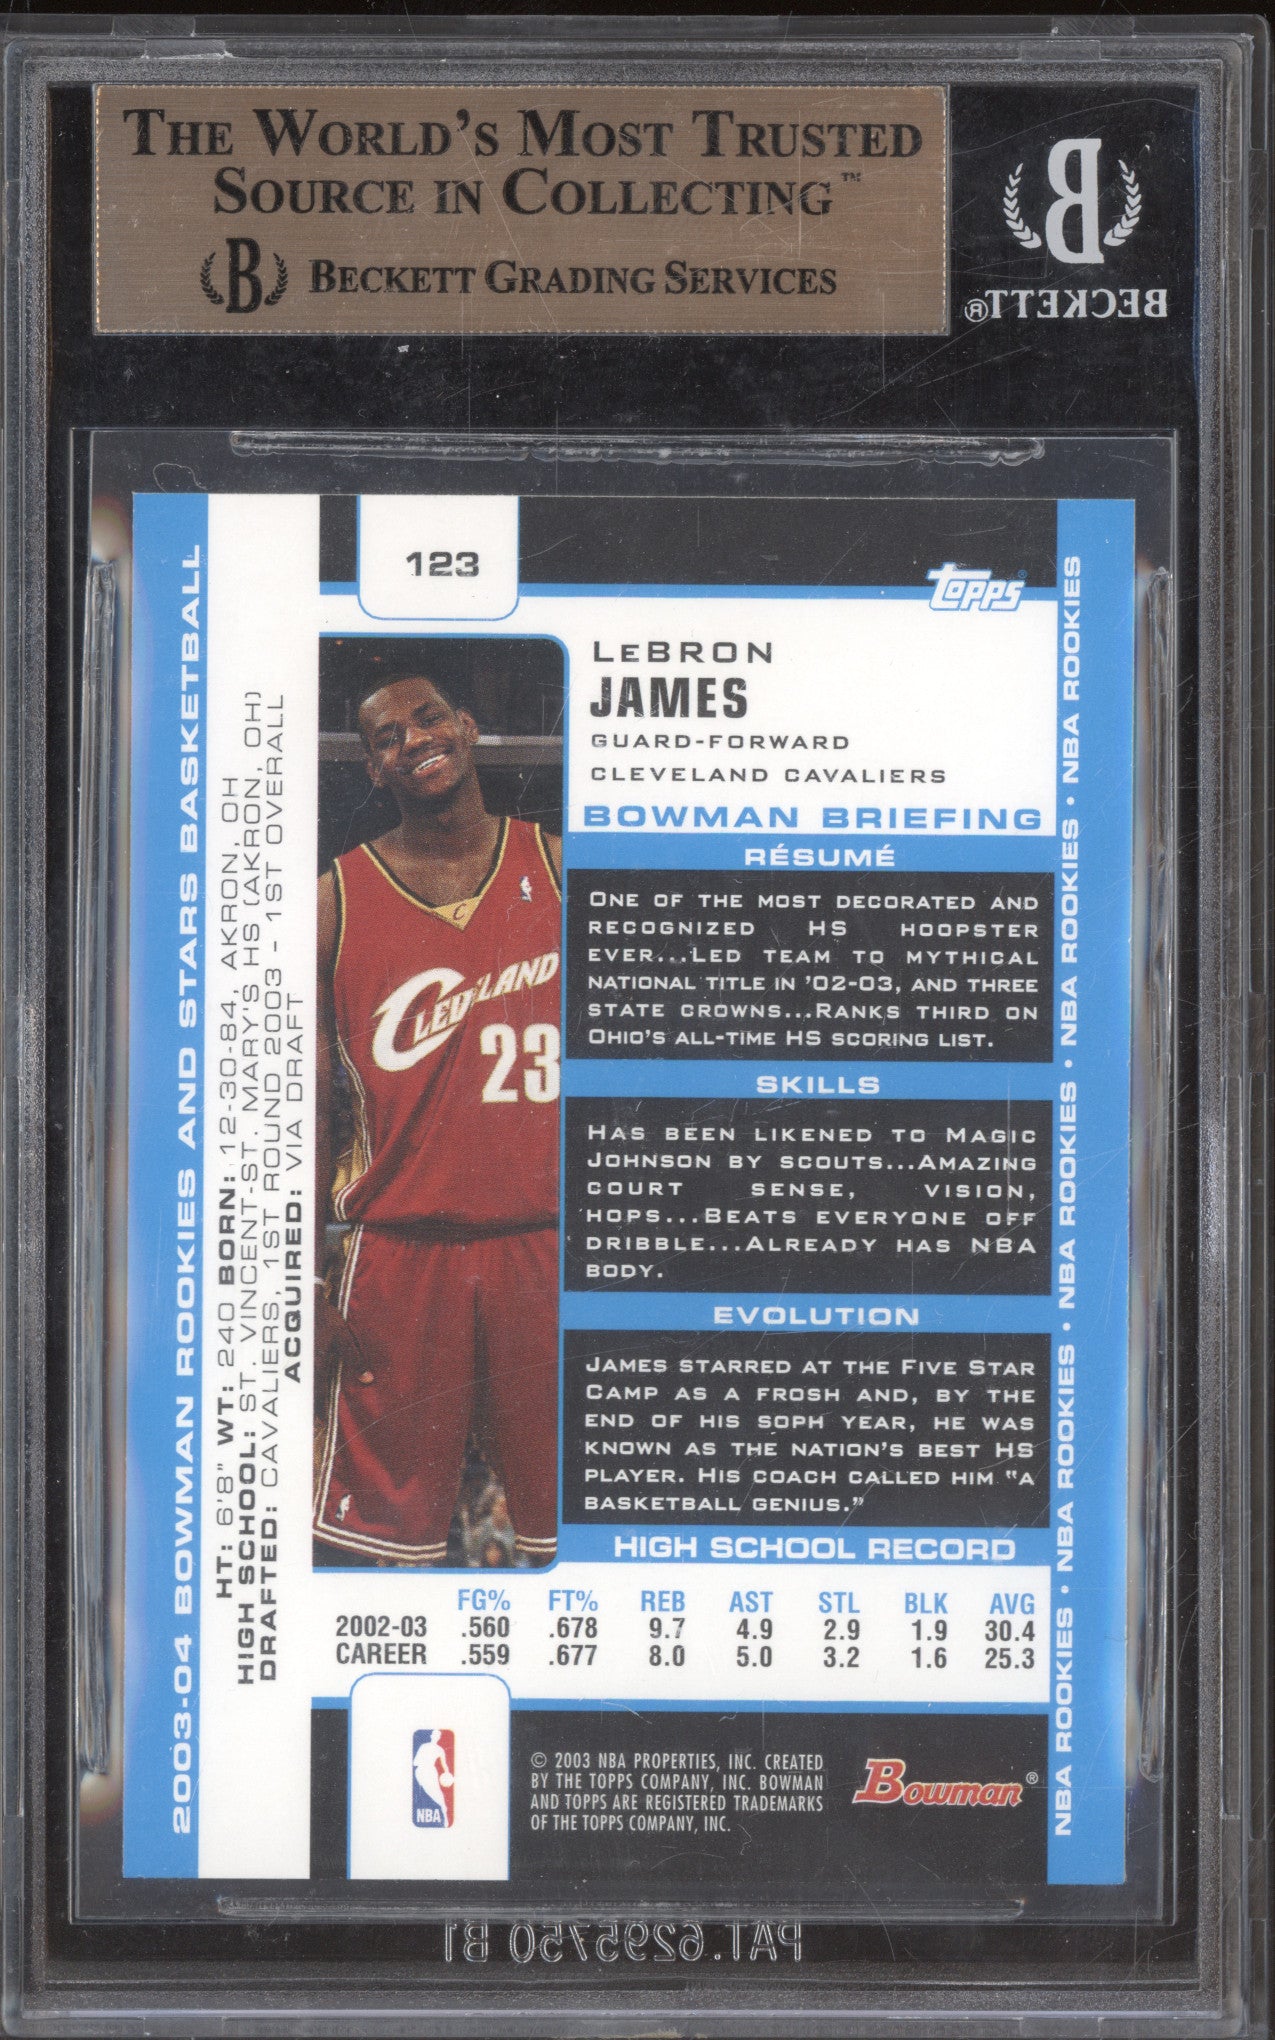 THE WORLD'S MOST TRUSTED
SOURCE IN COLLECTING™
B BECKETT GRADING SERVICES
B
BECKETT®
123
TOPPS®
LEBRON
JAMES
GUARD-FORWARD
CLEVELAND CAVALIERS
BOWMAN BRIEFING
RÉSUMÉ
ONE OF THE MOST DECORATED AND
RECOGNIZED HS HOOPSTER
EVER...LED TEAM TO MYTHICAL
NATIONAL TITLE IN '02-03, AND THREE
STATE CROWNS...RANKS THIRD ON
OHIO'S ALL-TIME HS SCORING LIST.
SKILLS
HAS BEEN LIKENED TO MAGIC
JOHNSON BY SCOUTS...AMAZING
COURT SENSE, VISION,
HOPS...BEATS EVERYONE OFF
DRIBBLE...ALREADY HAS NBA
BODY.
EVOLUTION
JAMES STARRED AT THE FIVE STAR
CAMP AS A FROSH AND, BY THE
END OF HIS SOPH YEAR, HE WAS
KNOWN AS THE NATION'S BEST HS
PLAYER. HIS COACH CALLED HIM "A
BASKETBALL GENIUS."
HIGH SCHOOL RECORD
FG% FT% REB AST STL BLK AVG
2002-03 .560 .678 9.7 4.9 2.9 1.9 30.4
CAREER .559 .677 8.0 5.0 3.2 1.6 25.3
NBA
© 2003 NBA PROPERTIES, INC. CREATED
BY THE TOPPS COMPANY, INC. BOWMAN
AND TOPPS ARE REGISTERED TRADEMARKS
OF THE TOPPS COMPANY, INC.
Bowman®
2003-04 BOWMAN ROOKIES AND STARS BASKETBALL
HT: 6'8" WT: 240 BORN: 12-30-84, AKRON, OH
HIGH SCHOOL: ST. VINCENT-ST. MARY'S HS (AKRON, OH)
DRAFTED: CAVALIERS, 1ST ROUND 2003 - 1ST OVERALL
ACQUIRED: VIA DRAFT
C
CLEVELAND
23
NBA ROOKIES • NBA ROOKIES • NBA ROOKIES • NBA ROOKIES • NBA ROOKIES
PAT. 6295750 B1